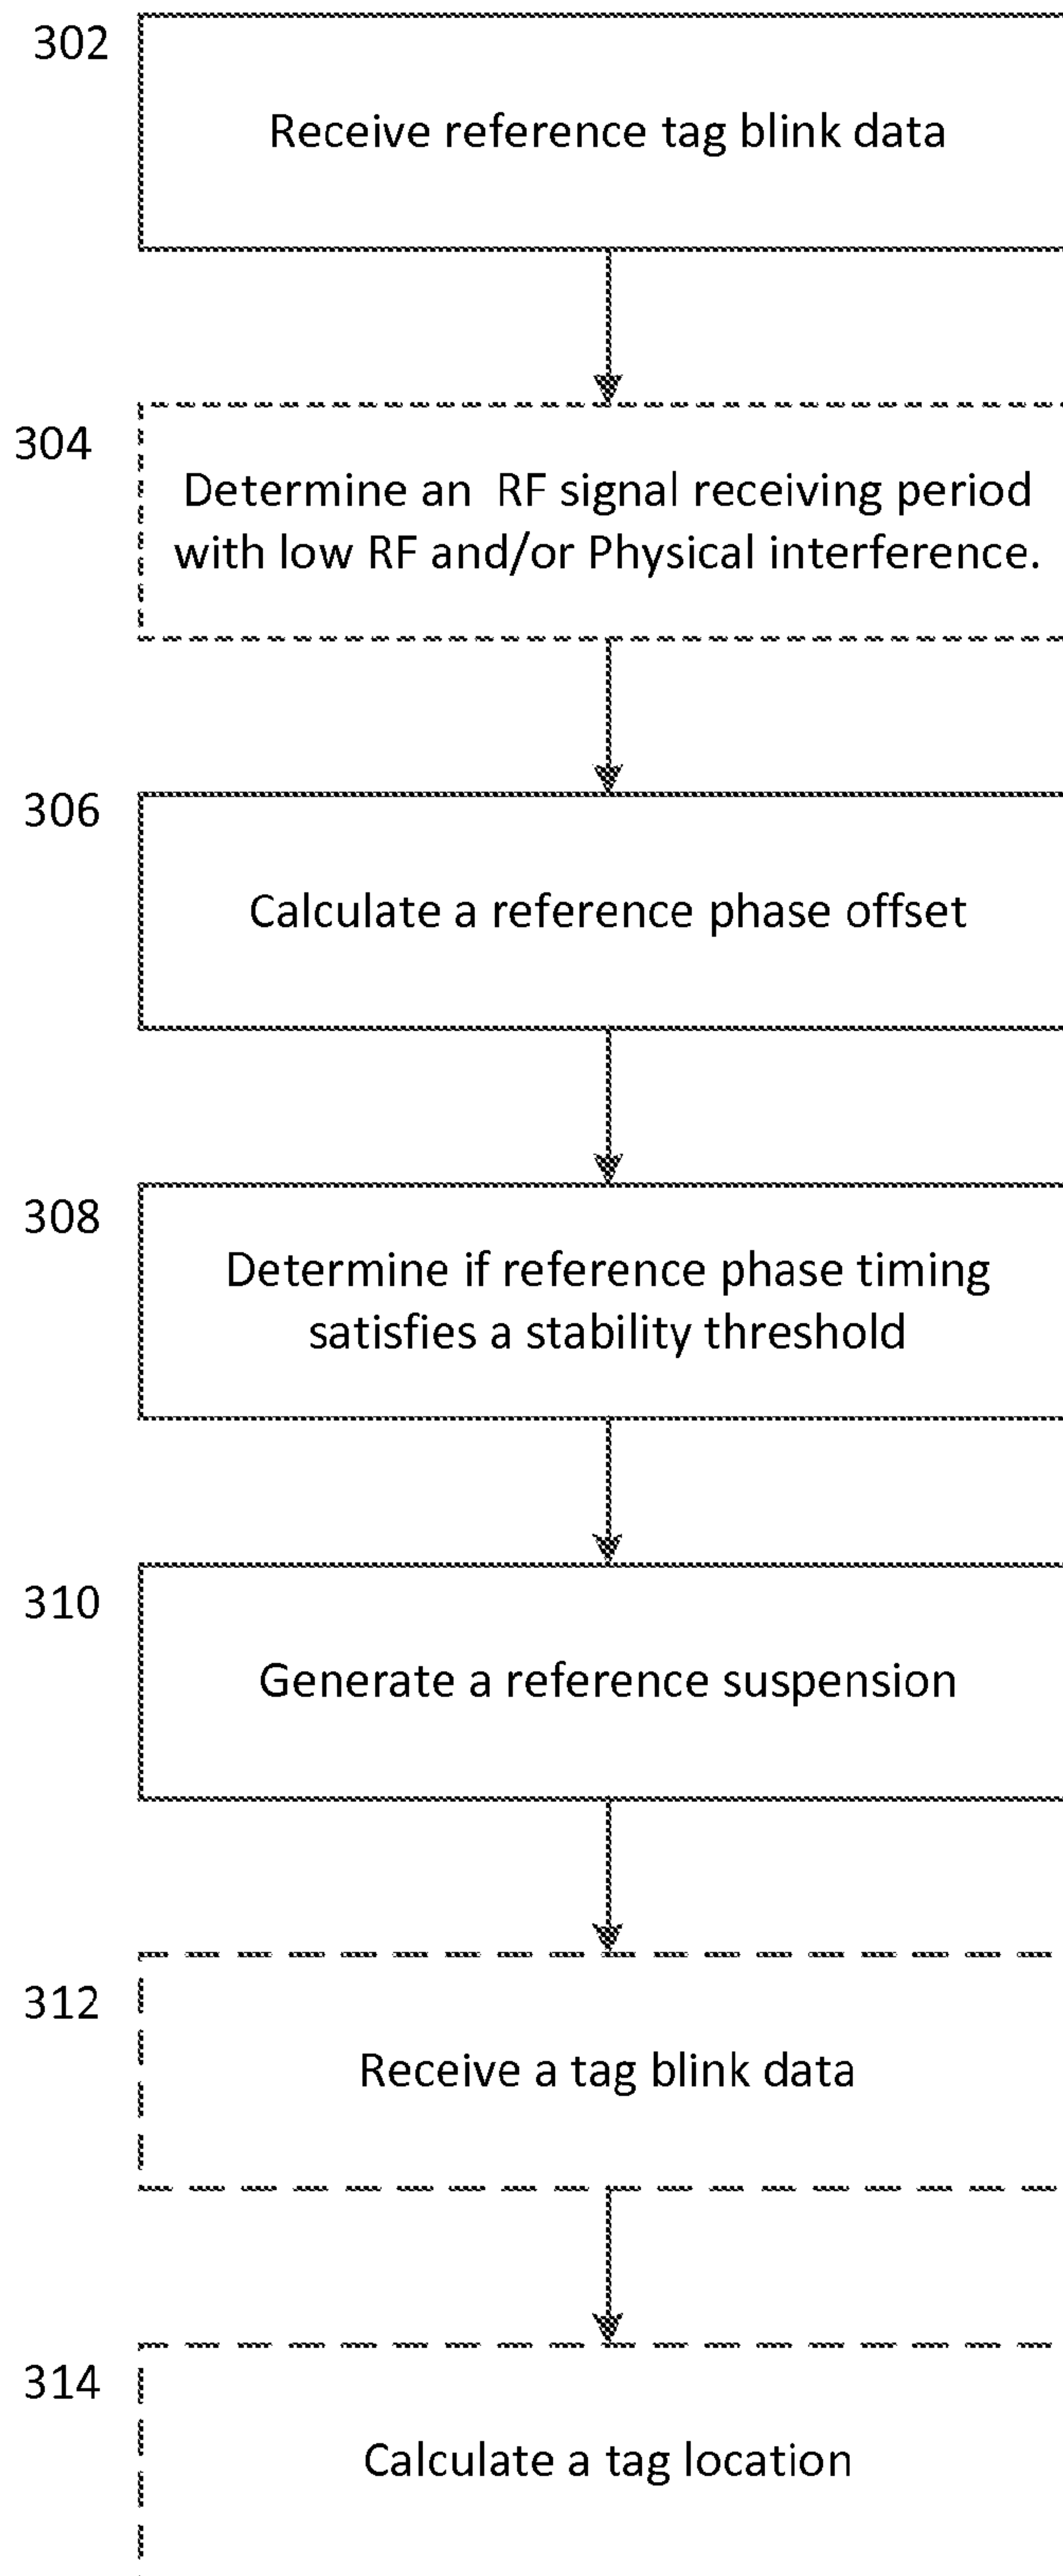 302
Receive reference tag blink data
304
Determine an  RF signal receiving period
with low RF and/or Physical interference.
306
Calculate a reference phase offset
308
Determine if reference phase timing
satisfies a stability threshold
310
Generate a reference suspension
312
Receive a tag blink data
314
Calculate a tag location